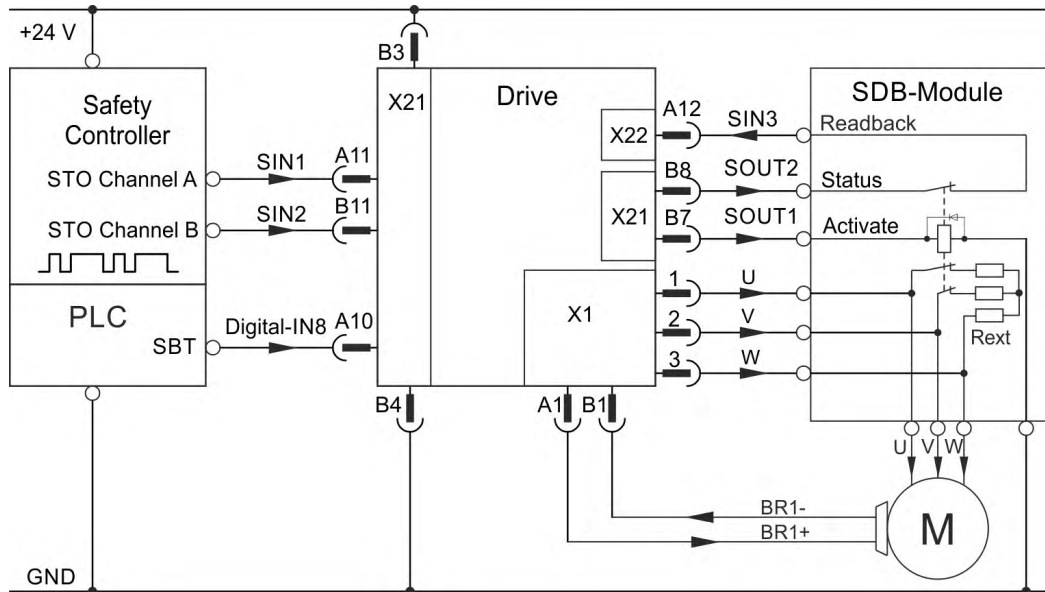 +24 V
Safety
Controller
STO Channel A
STO Channel B
PLC
SBT
GND
SIN1
SIN2
Digital-IN8
A11
B11
A10
B3
X21
Drive
B4
X22
X21
X1
A12
B8
B7
1
2
3
A1
B1
SIN3
SOUT2
SOUT1
U
V
W
SDB-Module
Readback
Status
Activate
Rext
U
V
W
BR1-
BR1+
M